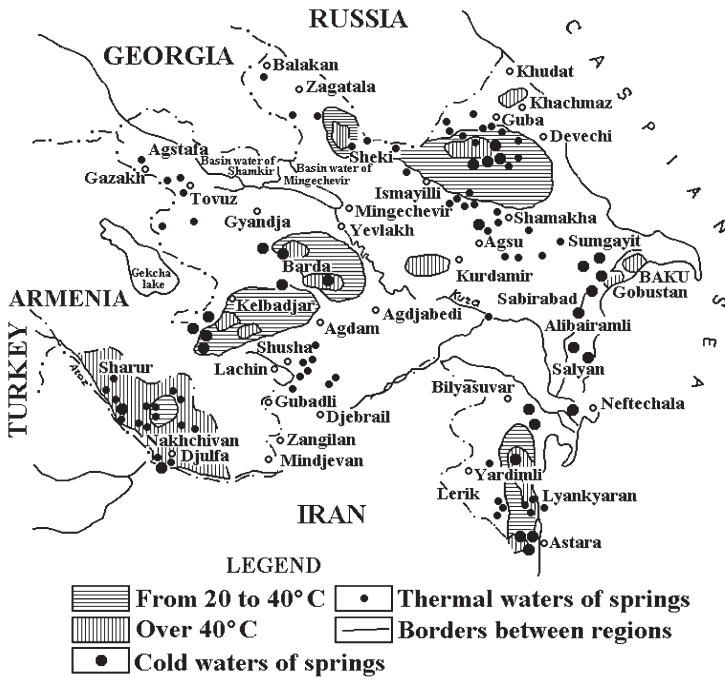 RUSSIA
GEORGIA
CASPIAN SEA
Balakan
Zagatala
Khudat
Khachmaz
Guba
Devechi
Agstafa
Sheki
Gazakh
Basin water of
Shamkir
Basin water of
Mingechevir
Tovuz
Ismayilli
Mingechevir
Gyandja
Yevlakh
Shamakha
Agsu
Sumgayit
Gekcha
lake
Barda
Kurdamir
BAKU
Gobustan
ARMENIA
Kelbadjar
Sabirabad
Kura
Agdjabedi
Agdam
Alibairamli
TURKEY
Araz
Sharur
Shusha
Lachin
Salyan
Bilyasuvar
Gubadli
Djebrail
Neftechala
Nakhchivan
Djulfa
Zangilan
Mindjevan
Yardimli
Lerik
Lyankyaran
IRAN
Astara
LEGEND
From 20 to 40°C
Thermal waters of springs
Over 40°C
Borders between regions
Cold waters of springs